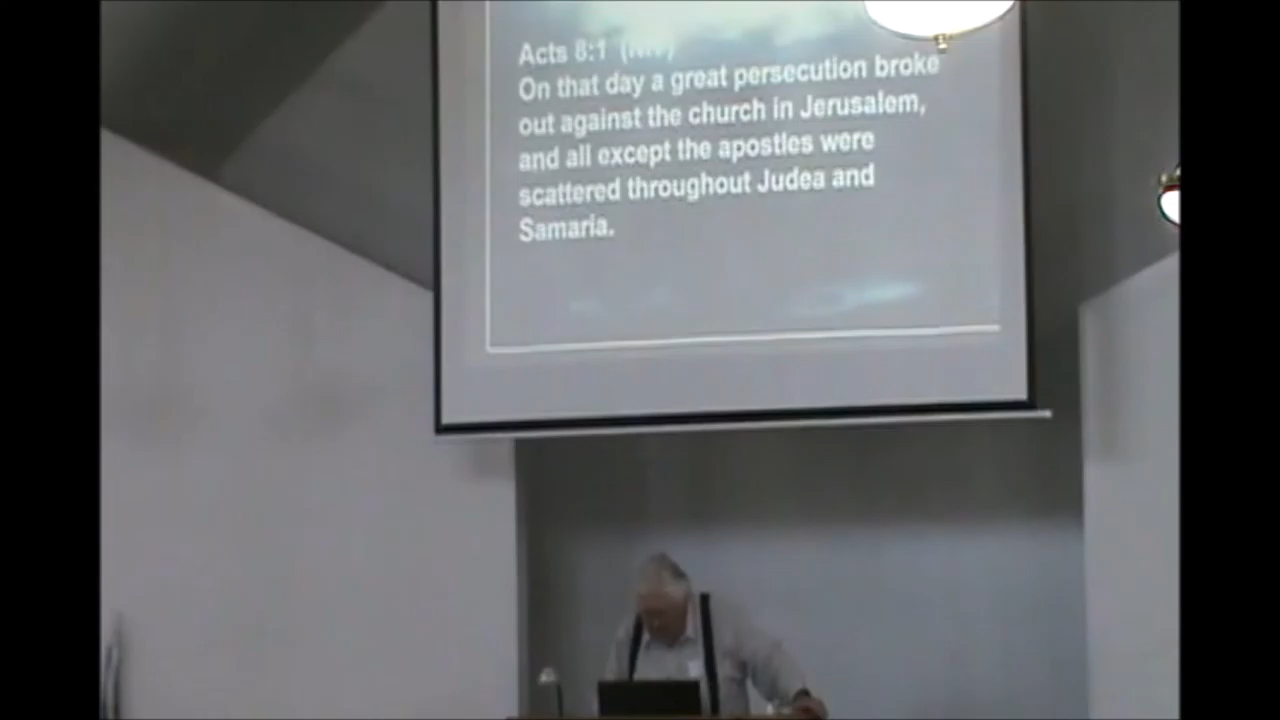 Acts 8:1 (NIV)
On that day a great persecution broke
out against the church in Jerusalem,
and all except the apostles were
scattered throughout Judea and
Samaria.